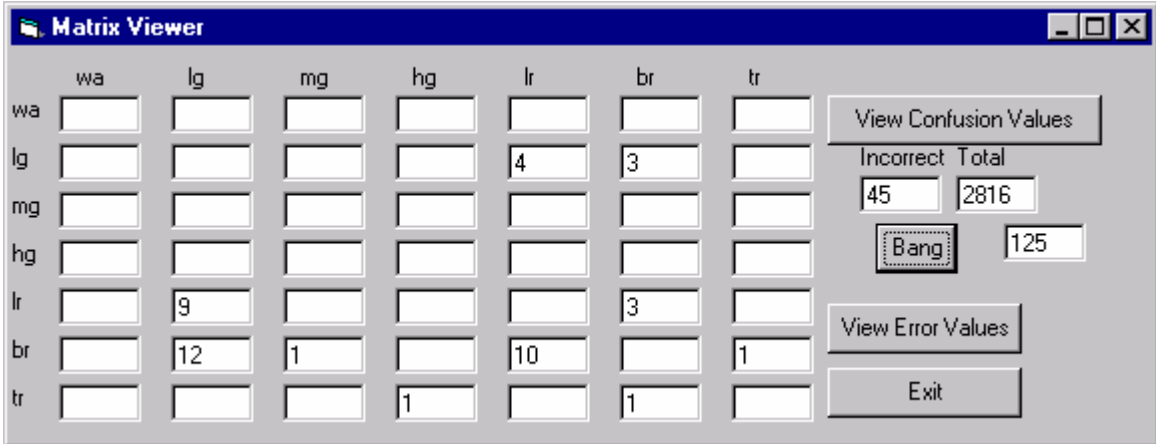 Matrix Viewer
wa lg mg hg lr br tr
wa View Confusion Values
lg 4 3 Incorrect Total
mg 45 2816
hg Bang 125
lr 9 3
br 12 1 10 1 View Error Values
tr 1 1 Exit